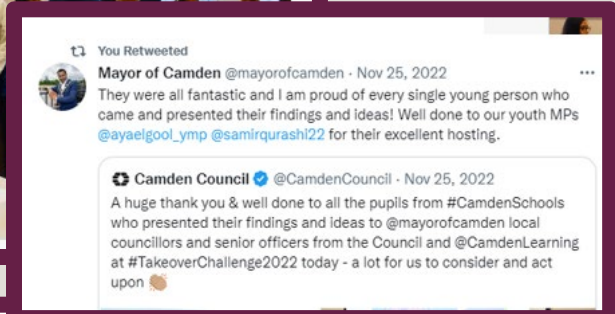 You Retweeted
Mayor of Camden @mayorofcamden · Nov 25, 2022
They were all fantastic and I am proud of every single young person who
came and presented their findings and ideas! Well done to our youth MPs
@ayaelgool_ymp @samirqurashi22 for their excellent hosting.
Camden Council @CamdenCouncil · Nov 25, 2022
A huge thank you & well done to all the pupils from #CamdenSchools
who presented their findings and ideas to @mayorofcamden local
councillors and senior officers from the Council and @CamdenLearning
at #TakeoverChallenge2022 today - a lot for us to consider and act
upon 👏🏽